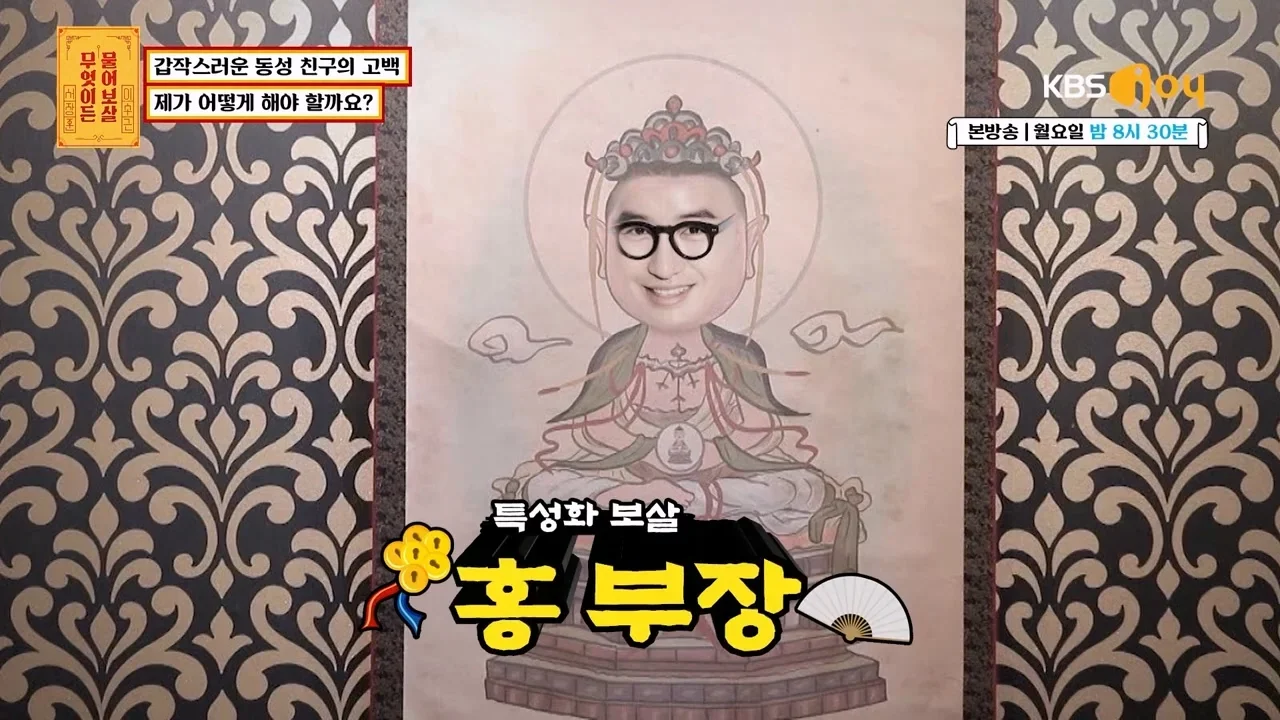 무엇이든
물어보살
서장훈
이수근
갑작스러운 동성 친구의 고백
제가 어떻게 해야 할까요?
KBS joy
본방송 | 월요일 밤 8시 30분
특성화 보살
홍 부장